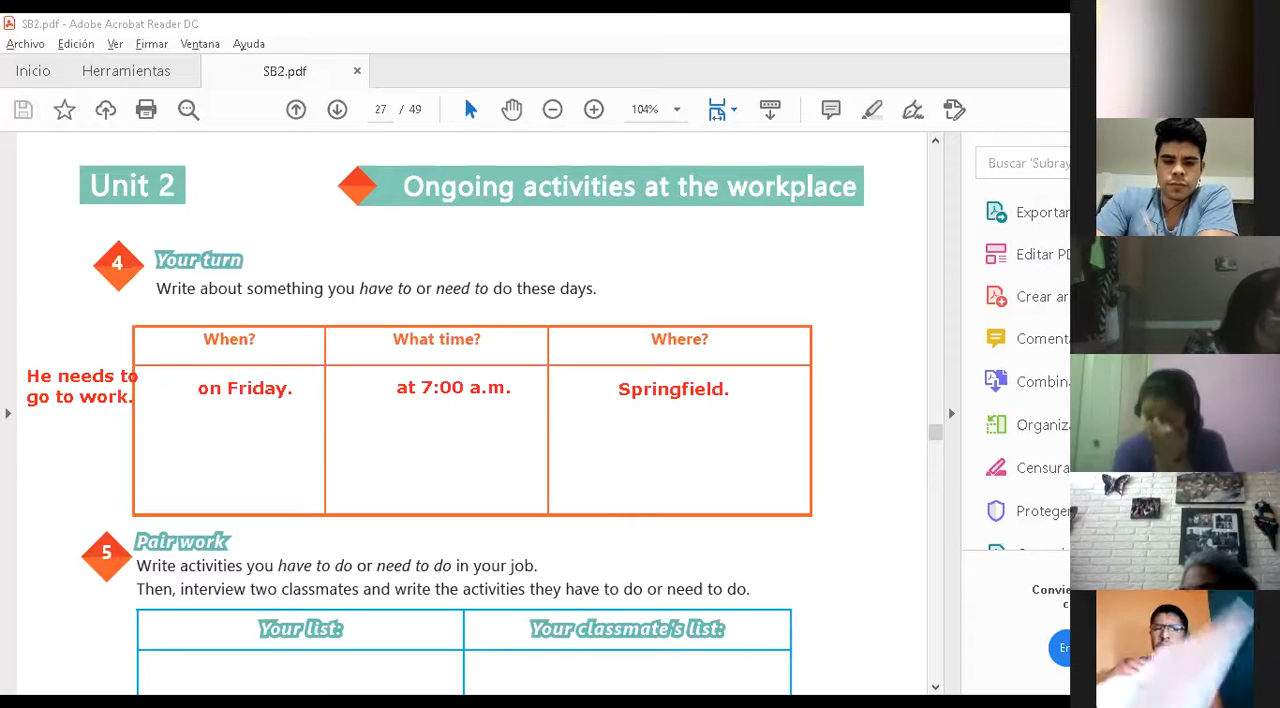 SB2.pdf - Adobe Acrobat Reader DC
Archivo Edición Ver Firmar Ventana Ayuda
Inicio Herramientas SB2.pdf ×
27 / 49 104%
Unit 2 Ongoing activities at the workplace
Buscar 'Subray
Exportar
Editar PD
Crear ar
Coment
Combin
Organiz
Censura
Proteger
Convie
c
En
4 Your turn
Write about something you have to or need to do these days.
When? What time? Where?
He needs to
go to work.
on Friday. at 7:00 a.m. Springfield.
5 Pair work
Write activities you have to do or need to do in your job.
Then, interview two classmates and write the activities they have to do or need to do.
Your list: Your classmate's list: